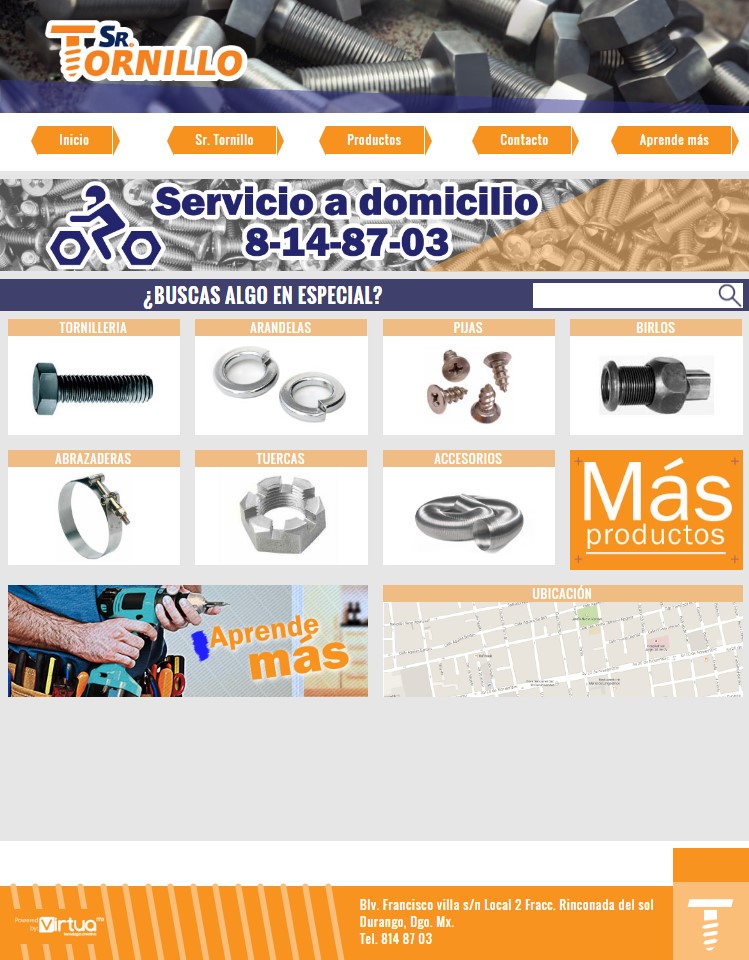 SR.
TORNILLO
Inicio
Sr. Tornillo
Productos
Contacto
Aprende más
Servicio a domicilio
8-14-87-03
¿BUSCAS ALGO EN ESPECIAL?
TORNILLERIA
ARANDELAS
PIJAS
BIRLOS
ABRAZADERAS
TUERCAS
ACCESORIOS
Más
productos
Aprende
más
UBICACIÓN
Blv. Francisco villa s/n Local 2 Fracc. Rinconada del sol
Durango, Dgo. Mx.
Tel. 814 87 03
Powered
by:
Virtua